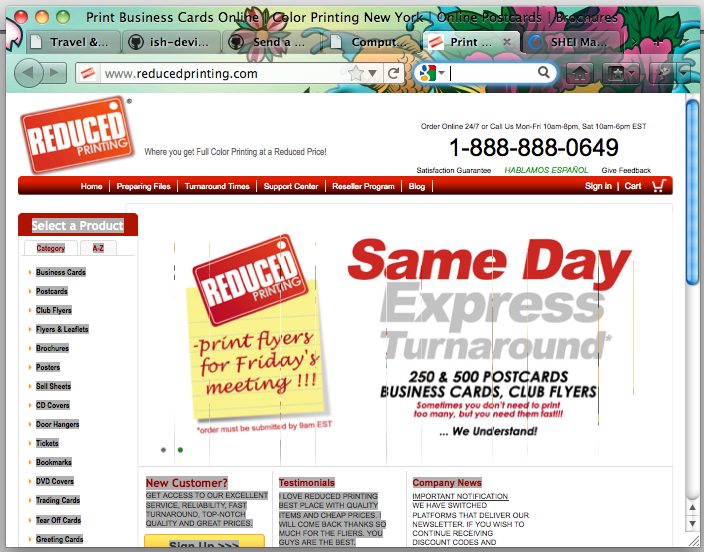 Print Business Cards Online | Color Printing New York | Online Postcards | Brochures
Travel &... ish-devi... Send a ... Comput... Print ... SHEI Ma...
www.reducedprinting.com
REDUCED PRINTING
Where you get Full Color Printing at a Reduced Price!
Order Online 24/7 or Call Us Mon-Fri 10am-8pm, Sat 10am-6pm EST
1-888-888-0649
Satisfaction Guarantee HABLAMOS ESPAÑOL Give Feedback
Home | Preparing Files | Turnaround Times | Support Center | Reseller Program | Blog |
Sign in | Cart
Select a Product
Category A-Z
Business Cards
Postcards
Club Flyers
Flyers & Leaflets
Brochures
Posters
Sell Sheets
CD Covers
Door Hangers
Tickets
Bookmarks
DVD Covers
Trading Cards
Tear Off Cards
Greeting Cards
REDUCED PRINTING
-print flyers
for Friday's
meeting !!!
*order must be submitted by 9am EST
Same Day
Express
Turnaround*
250 & 500 POSTCARDS
BUSINESS CARDS, CLUB FLYERS
Sometimes you don't need to print
too many, but you need them fast!!!
... We Understand!
New Customer?
GET ACCESS TO OUR EXCELLENT
SERVICE, RELIABILITY, FAST
TURNAROUND, TOP-NOTCH
QUALITY AND GREAT PRICES.
Sign Up >>>
Testimonials
I LOVE REDUCED PRINTING
BEST PLACE WITH QUALITY
ITEMS AND CHEAP PRICES. I
WILL COME BACK THANKS SO
MUCH FOR THE FLIERS. YOU
GUYS ARE THE BEST.
Company News
IMPORTANT NOTIFICATION
WE HAVE SWITCHED
PLATFORMS THAT DELIVER OUR
NEWSLETTER. IF YOU WISH TO
CONTINUE RECEIVING
DISCOUNT CODES AND